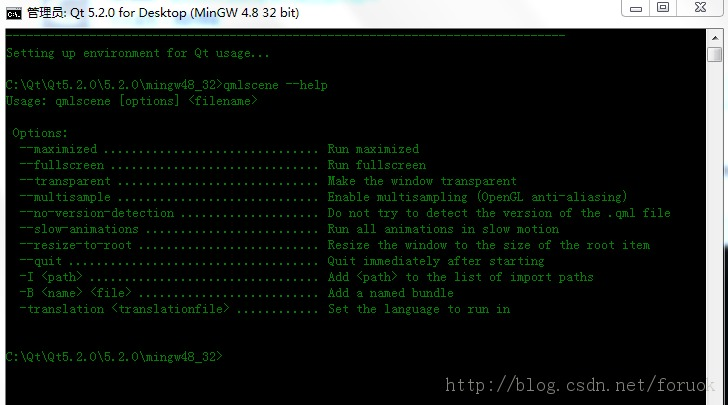 管理员: Qt 5.2.0 for Desktop (MinGW 4.8 32 bit)
--------------------------------------------------------------------------------
Setting up environment for Qt usage...
C:\Qt\Qt5.2.0\5.2.0\mingw48_32>qmlscene --help
Usage: qmlscene [options] <filename>
Options:
--maximized ............................... Run maximized
--fullscreen .............................. Run fullscreen
--transparent ............................. Make the window transparent
--multisample ............................. Enable multisampling (OpenGL anti-aliasing)
--no-version-detection .................... Do not try to detect the version of the .qml file
--slow-animations ......................... Run all animations in slow motion
--resize-to-root .......................... Resize the window to the size of the root item
--quit .................................... Quit immediately after starting
-I <path> ................................. Add <path> to the list of import paths
-B <name> <file> .......................... Add a named bundle
-translation <translationfile> ............ Set the language to run in
C:\Qt\Qt5.2.0\5.2.0\mingw48_32>
http://blog.csdn.net/foruok